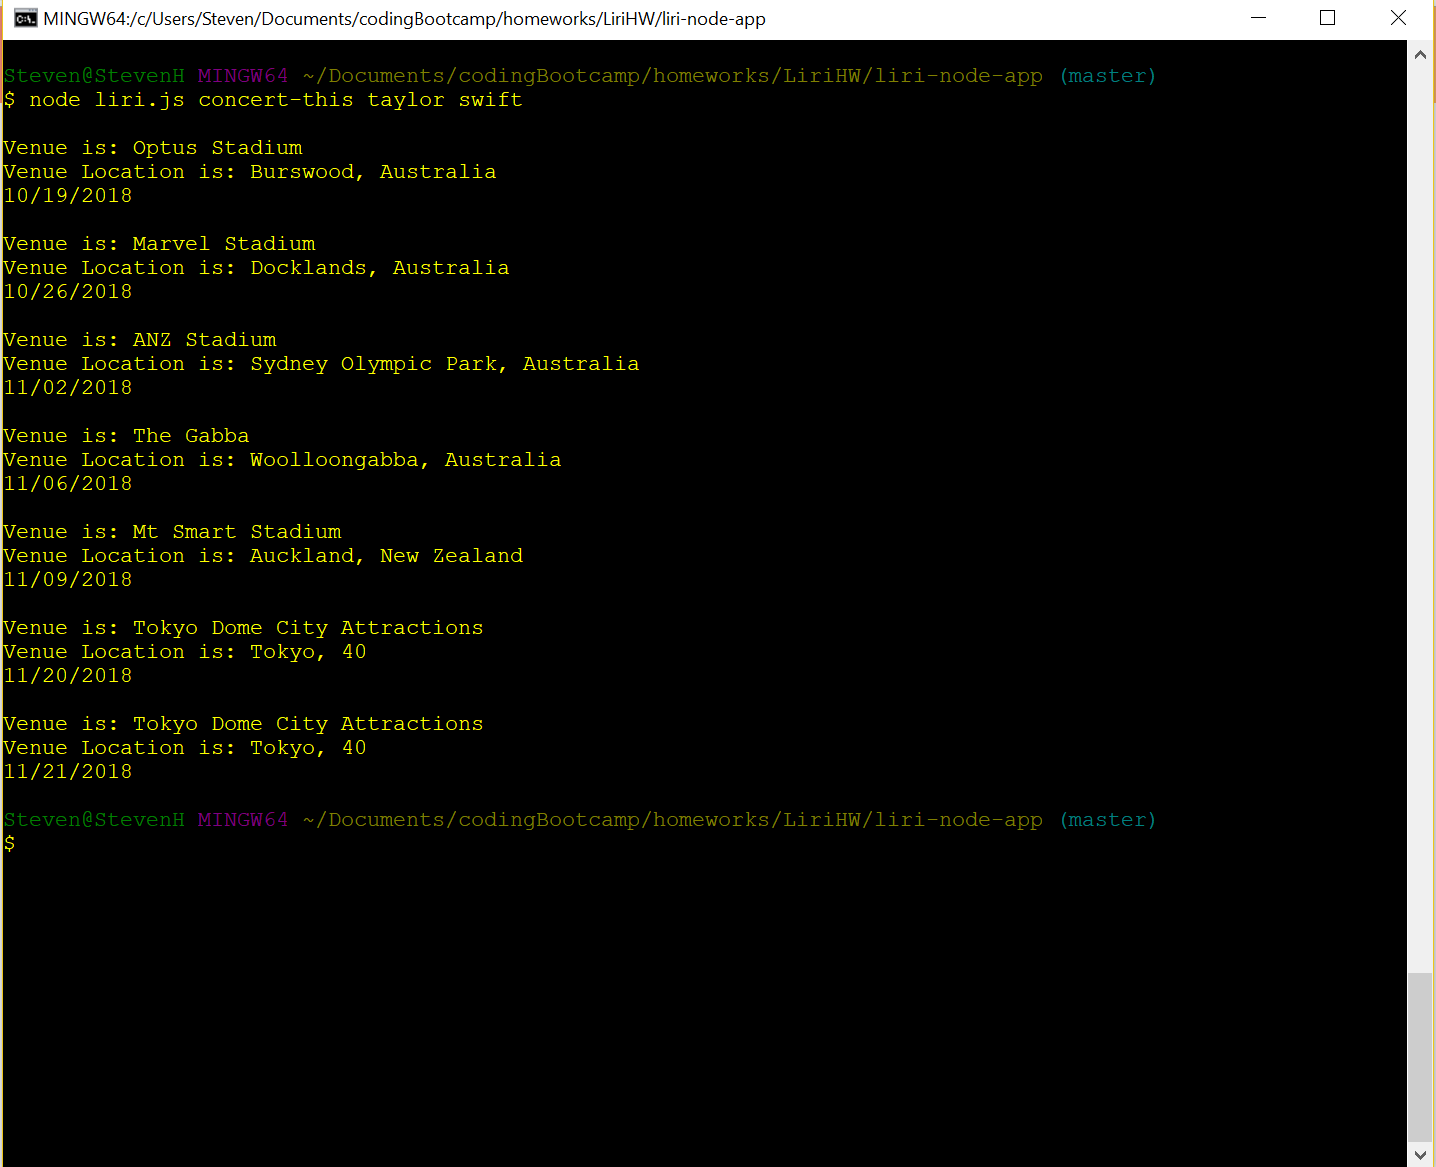 MINGW64:/c/Users/Steven/Documents/codingBootcamp/homeworks/LiriHW/liri-node-app
Steven@StevenH MINGW64 ~/Documents/codingBootcamp/homeworks/LiriHW/liri-node-app (master)
$ node liri.js concert-this taylor swift
Venue is: Optus Stadium
Venue Location is: Burswood, Australia
10/19/2018
Venue is: Marvel Stadium
Venue Location is: Docklands, Australia
10/26/2018
Venue is: ANZ Stadium
Venue Location is: Sydney Olympic Park, Australia
11/02/2018
Venue is: The Gabba
Venue Location is: Woolloongabba, Australia
11/06/2018
Venue is: Mt Smart Stadium
Venue Location is: Auckland, New Zealand
11/09/2018
Venue is: Tokyo Dome City Attractions
Venue Location is: Tokyo, 40
11/20/2018
Venue is: Tokyo Dome City Attractions
Venue Location is: Tokyo, 40
11/21/2018
Steven@StevenH MINGW64 ~/Documents/codingBootcamp/homeworks/LiriHW/liri-node-app (master)
$